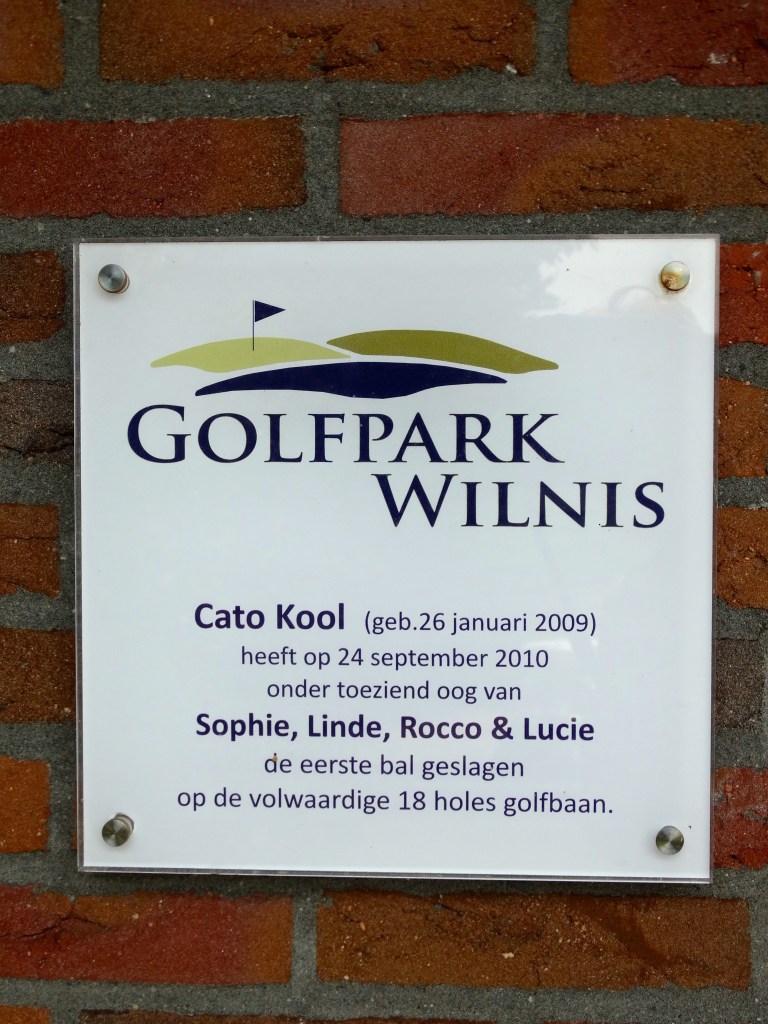 GOLFPARK
WILNIS
Cato Kool (geb.26 januari 2009)
heeft op 24 september 2010
onder toeziend oog van
Sophie, Linde, Rocco & Lucie
de eerste bal geslagen
op de volwaardige 18 holes golfbaan.